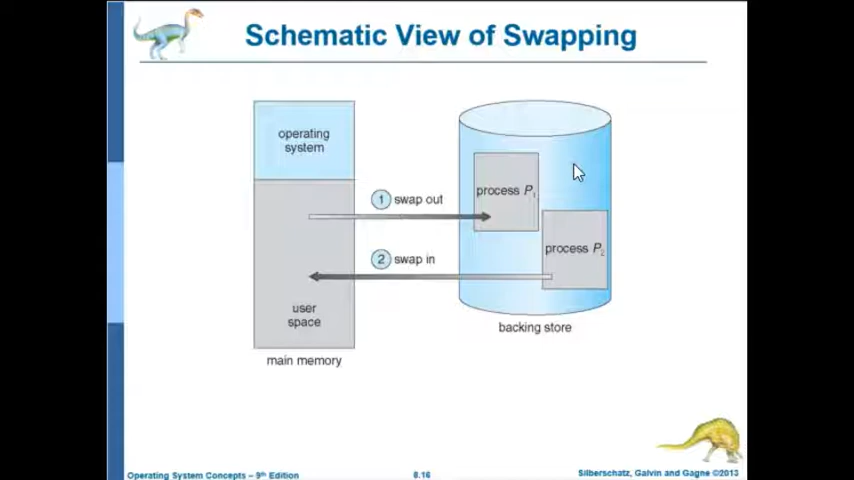 Schematic View of Swapping
operating
system
1 swap out
process P1
2 swap in
process P2
user
space
backing store
main memory
Operating System Concepts – 9th Edition
8.16
Silberschatz, Galvin and Gagne ©2013